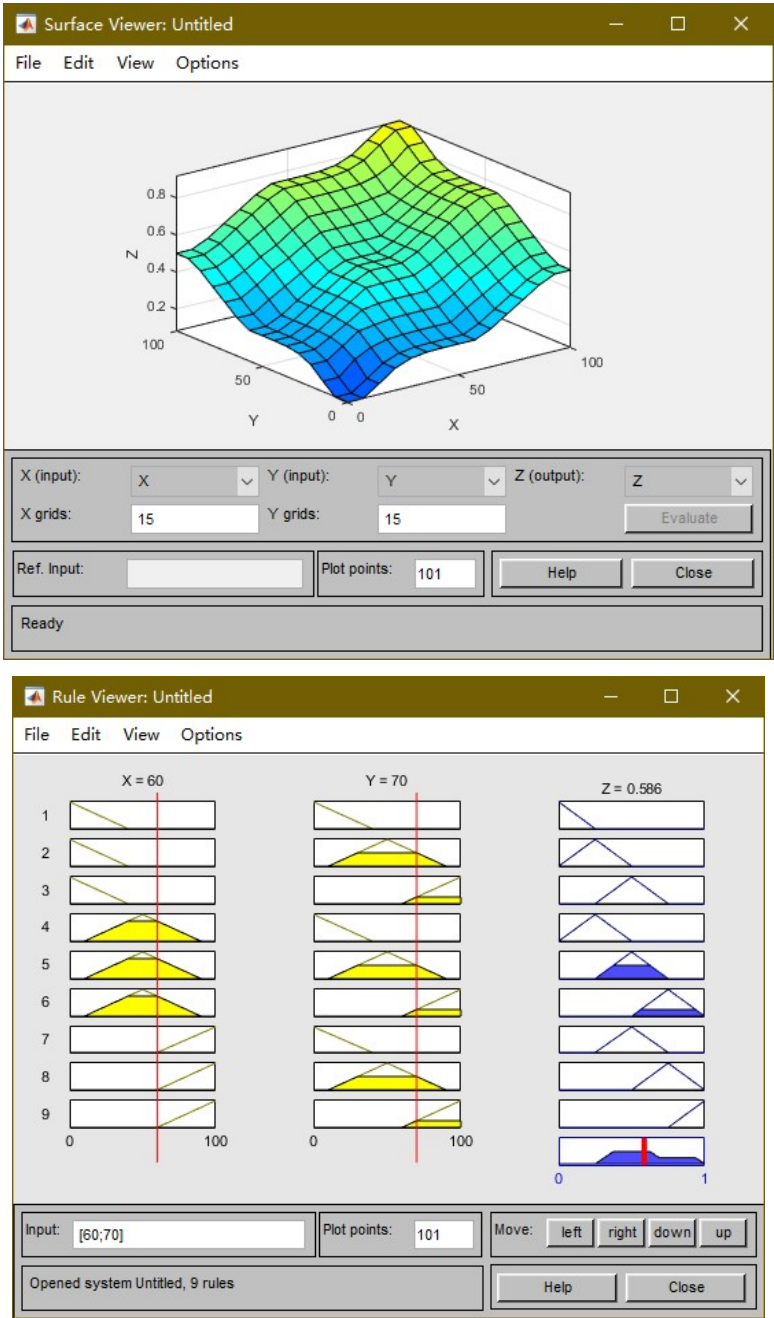 Surface Viewer: Untitled
File Edit View Options
0.8
0.6
Z
0.4
0.2
100
50
Y
0 0
50
X
100
X (input): X Y (input): Y Z (output): Z
X grids: 15 Y grids: 15 Evaluate
Ref. Input: Plot points: 101 Help Close
Ready
Rule Viewer: Untitled
File Edit View Options
X = 60 Y = 70 Z = 0.586
1
2
3
4
5
6
7
8
9
0 100 0 100
0 1
Input: [60;70] Plot points: 101 Move: left right down up
Opened system Untitled, 9 rules Help Close